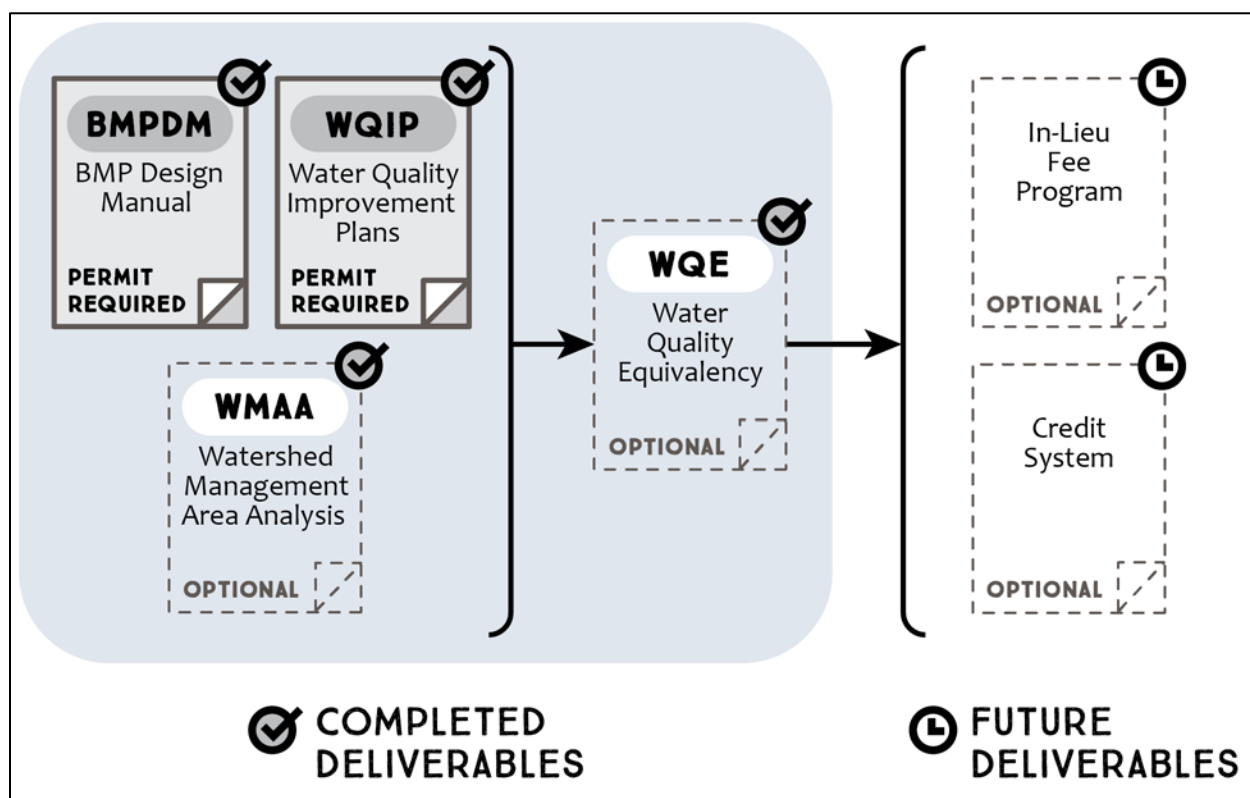 BMPDM
BMP Design
Manual
PERMIT
REQUIRED
WQIP
Water Quality
Improvement
Plans
PERMIT
REQUIRED
WMAA
Watershed
Management
Area Analysis
OPTIONAL
WQE
Water
Quality
Equivalency
OPTIONAL
In-Lieu
Fee
Program
OPTIONAL
Credit
System
OPTIONAL
COMPLETED
DELIVERABLES
FUTURE
DELIVERABLES